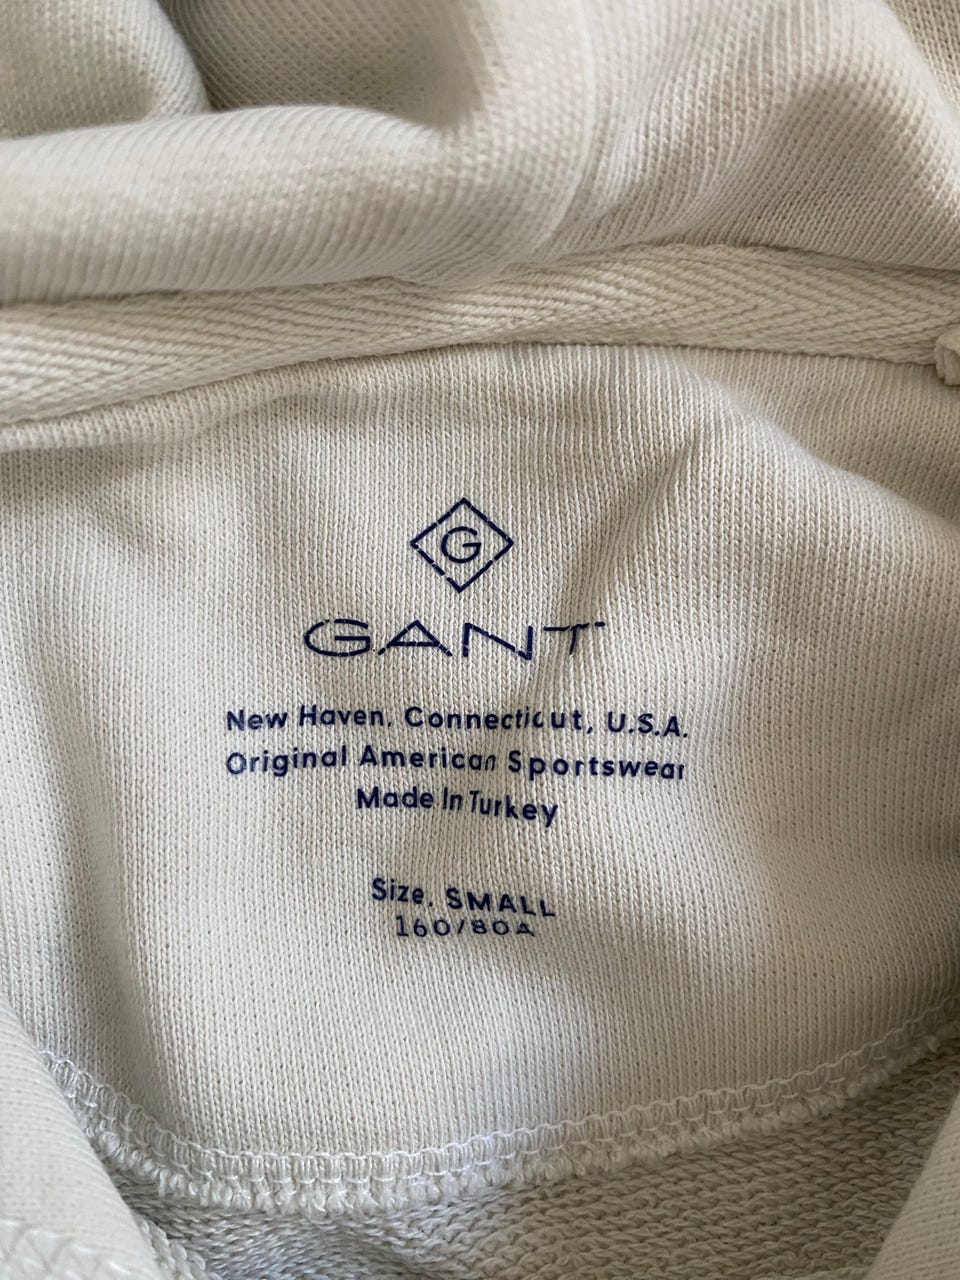 G
GANT
New Haven, Connecticut, U.S.A.
Original American Sportswear
Made In Turkey
Size. SMALL
160/80A